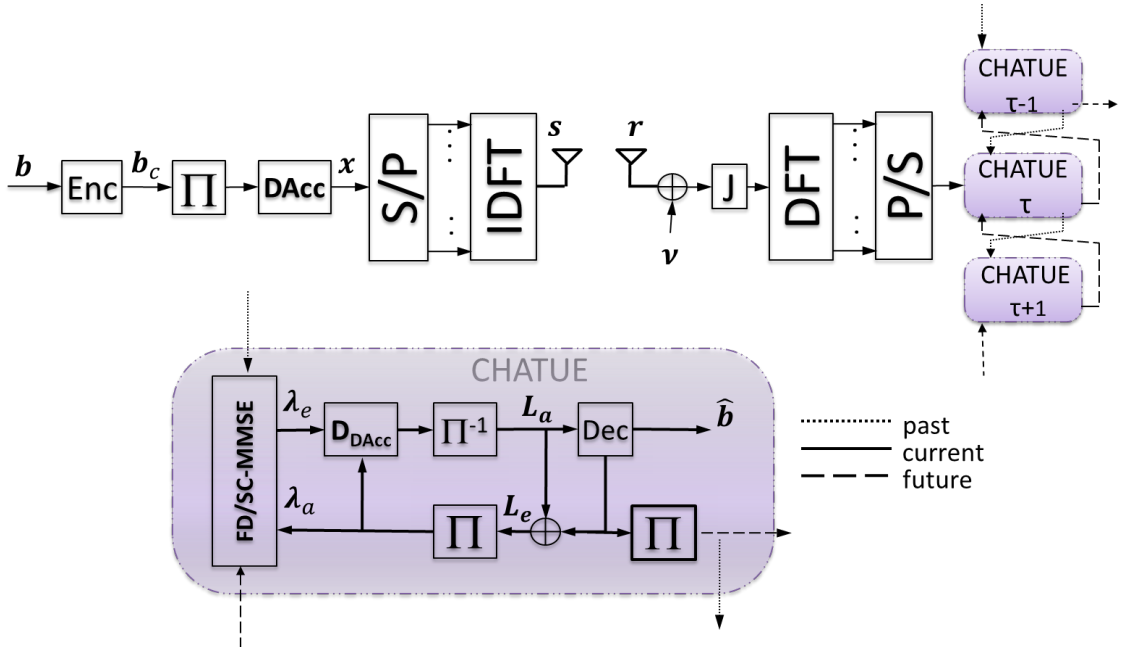 b
Enc
b_c
∏
DAcc
x
S/P
IDFT
s
r
ν
J
DFT
P/S
CHATUE
τ-1
CHATUE
τ
CHATUE
τ+1
CHATUE
FD/SC-MMSE
λ_e
D_DAcc
∏⁻¹
L_a
Dec
b̂
λ_a
∏
L_e
∏
past
current
future